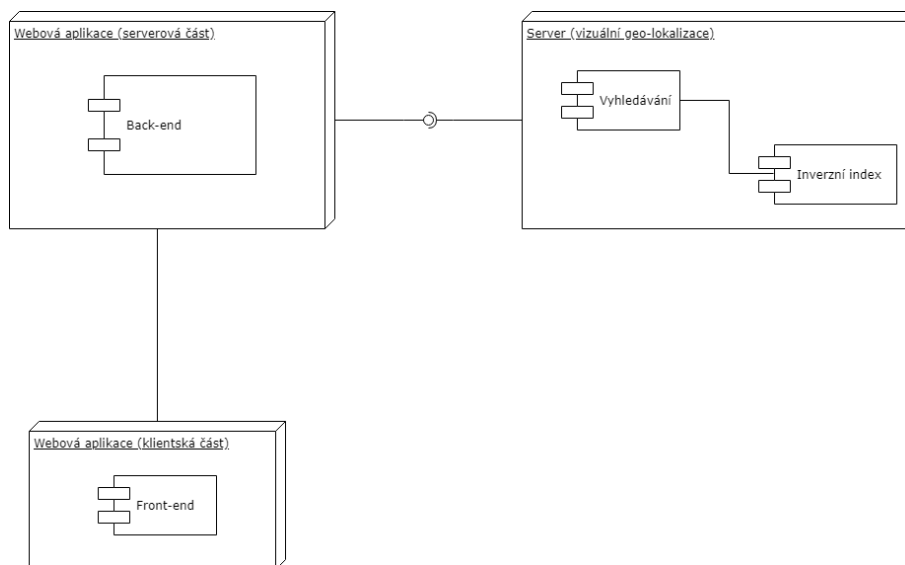 Webová aplikace (serverová část)
Back-end
Server (vizuální geo-lokalizace)
Vyhledávání
Inverzní index
Webová aplikace (klientská část)
Front-end